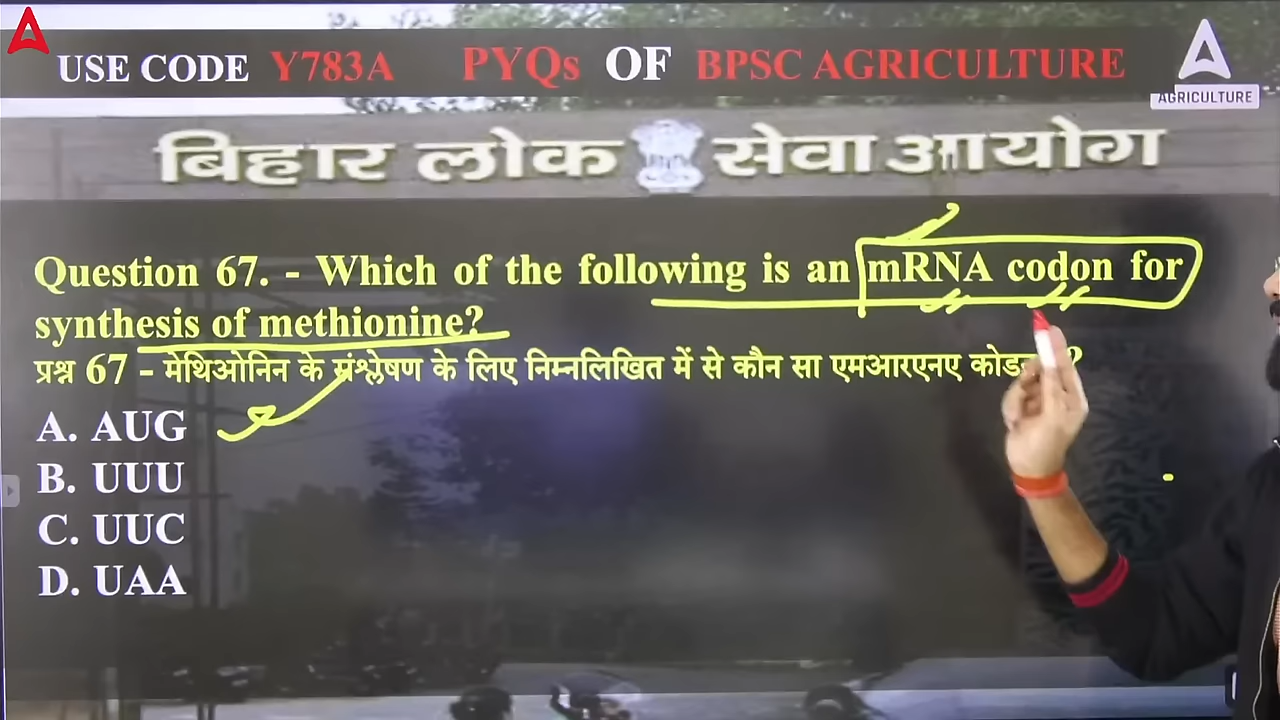 USE CODE Y783A PYQs OF BPSC AGRICULTURE
AGRICULTURE
बिहार लोक सेवा आयोग
Question 67. - Which of the following is an mRNA codon for
synthesis of methionine?
प्रश्न 67 - मेथिओनिन के संश्लेषण के लिए निम्नलिखित में से कौन सा एमआरएनए ?
A. AUG
B. UUU
C. UUC
D. UAA